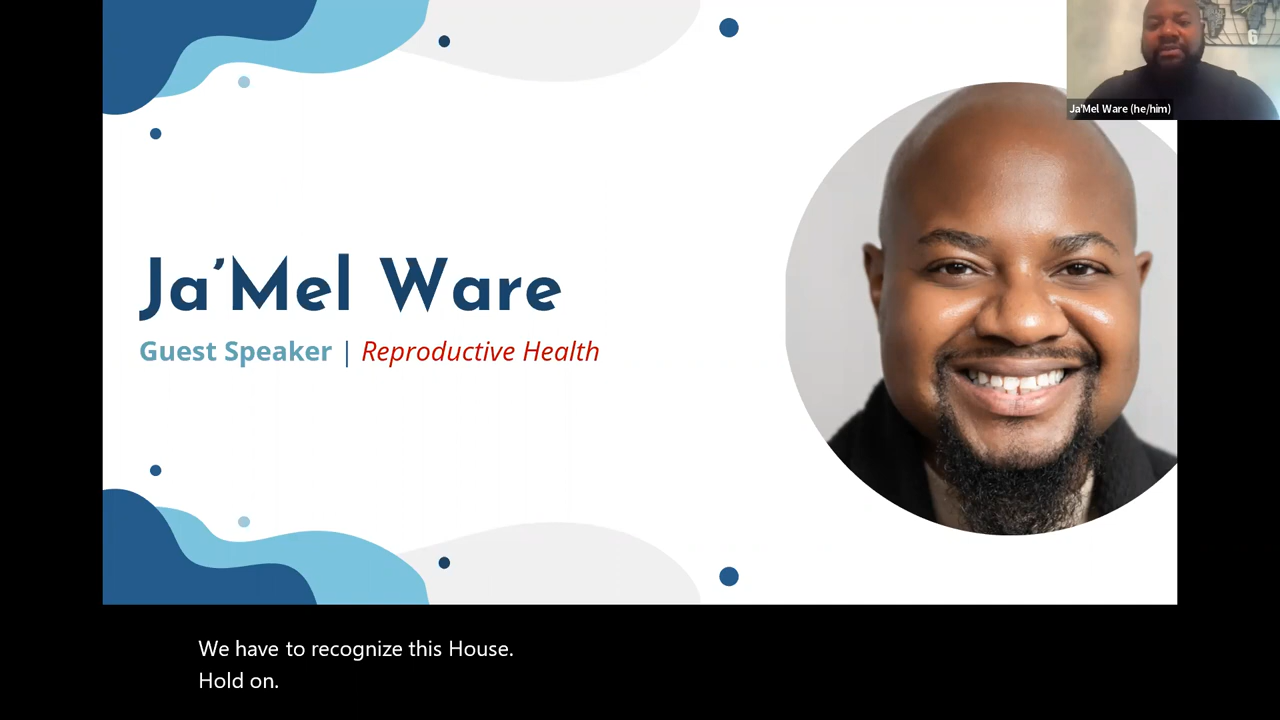 Ja'Mel Ware (he/him)
Ja’Mel Ware
Guest Speaker | Reproductive Health
We have to recognize this House.
Hold on.